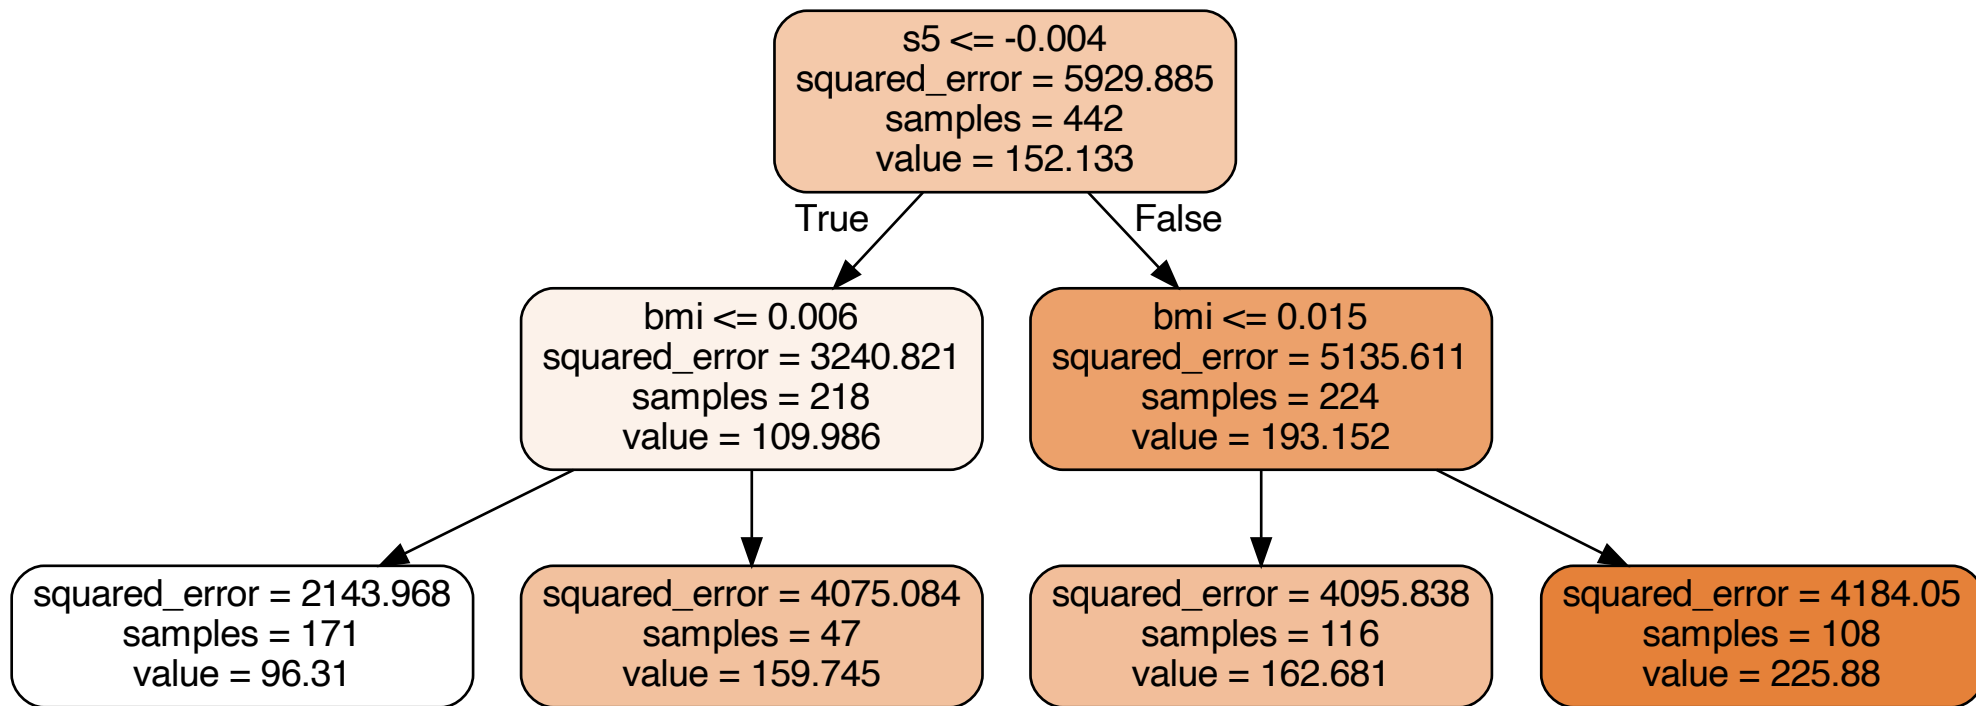 s5 <= -0.004
squared_error = 5929.885
samples = 442
value = 152.133
True
False
bmi <= 0.006
squared_error = 3240.821
samples = 218
value = 109.986
bmi <= 0.015
squared_error = 5135.611
samples = 224
value = 193.152
squared_error = 2143.968
samples = 171
value = 96.31
squared_error = 4075.084
samples = 47
value = 159.745
squared_error = 4095.838
samples = 116
value = 162.681
squared_error = 4184.05
samples = 108
value = 225.88